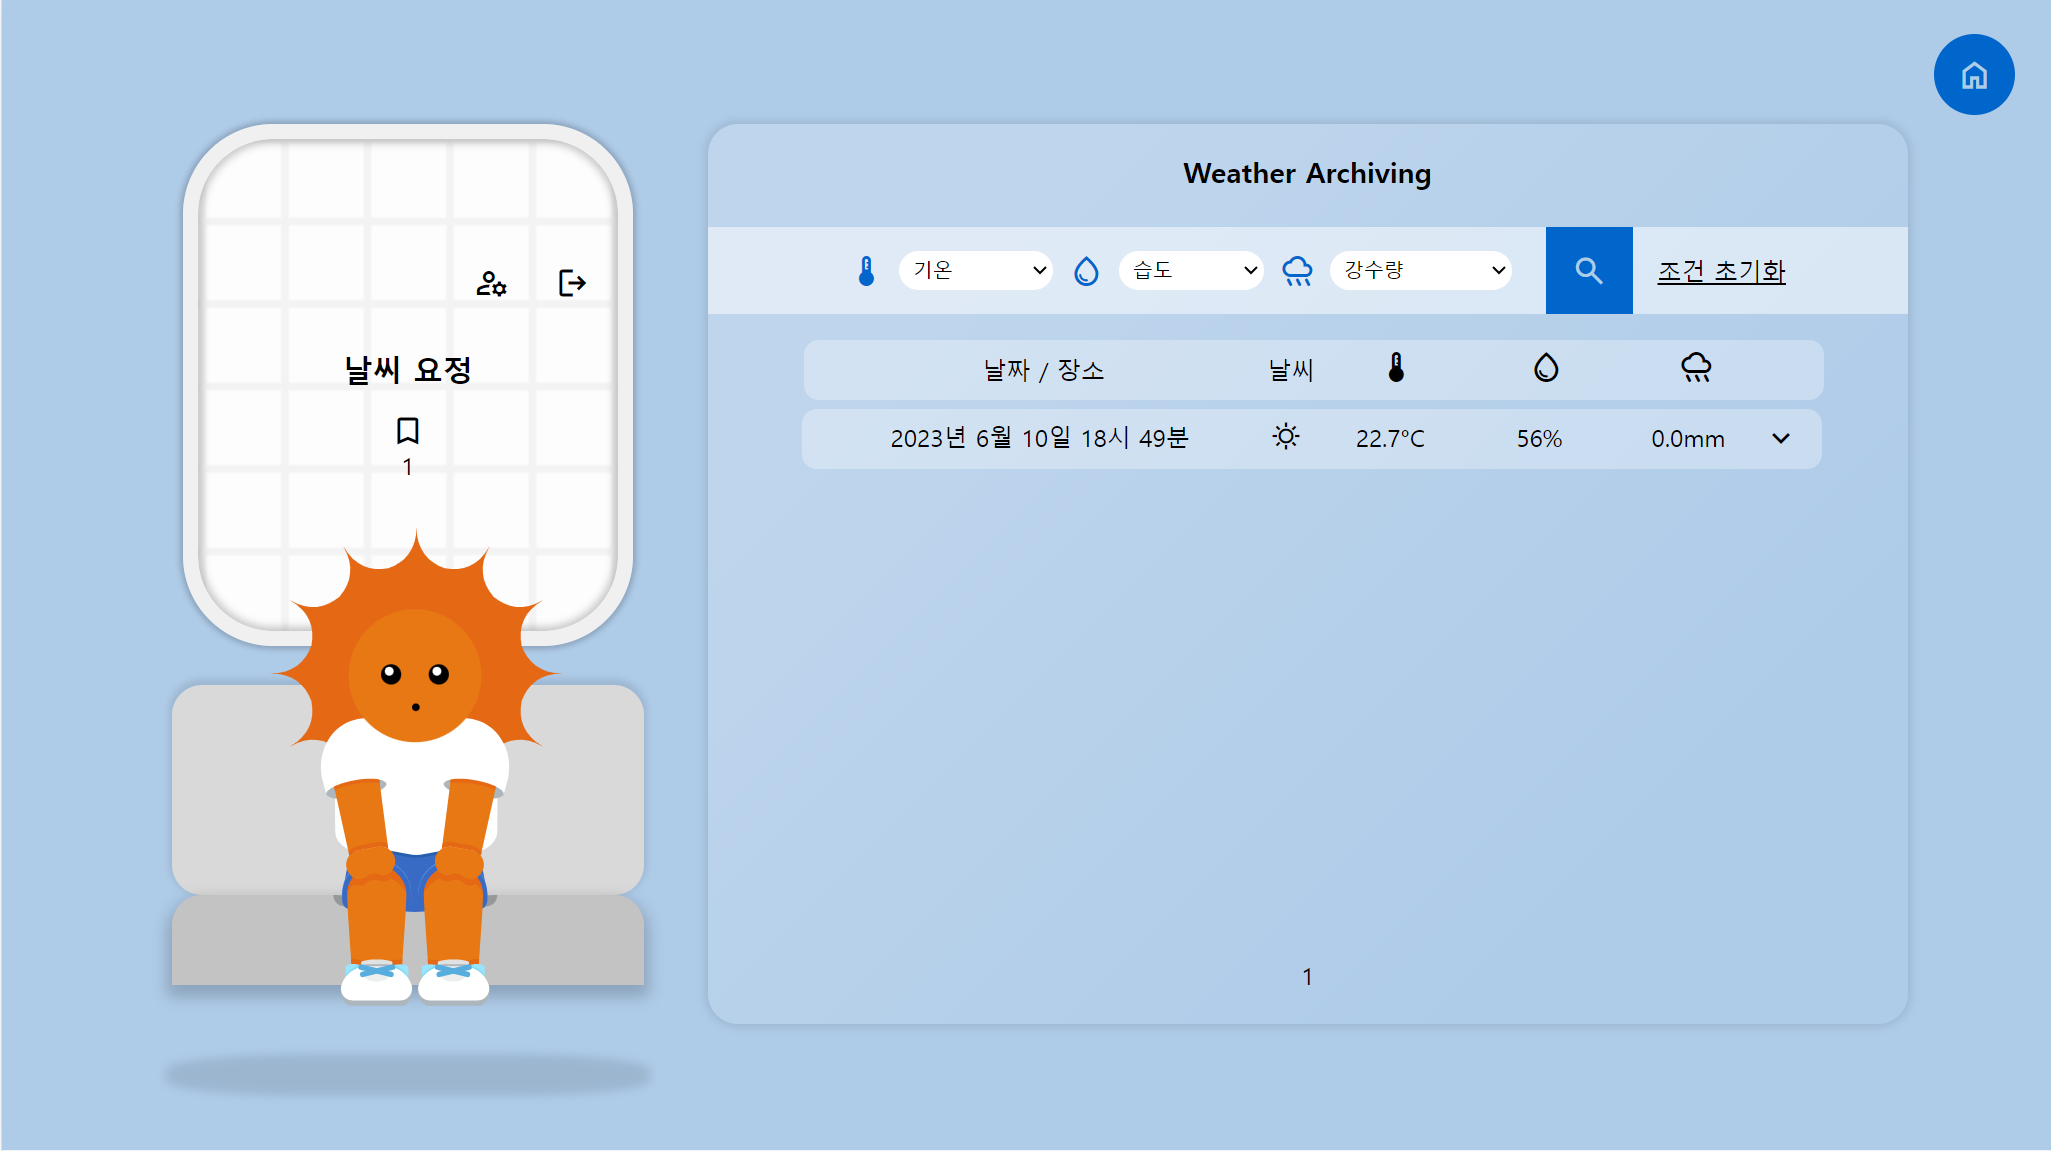 날씨 요정
1
Weather Archiving
기온 습도 강수량 조건 초기화
날짜 / 장소 날씨
2023년 6월 10일 18시 49분 22.7°C 56% 0.0mm
1